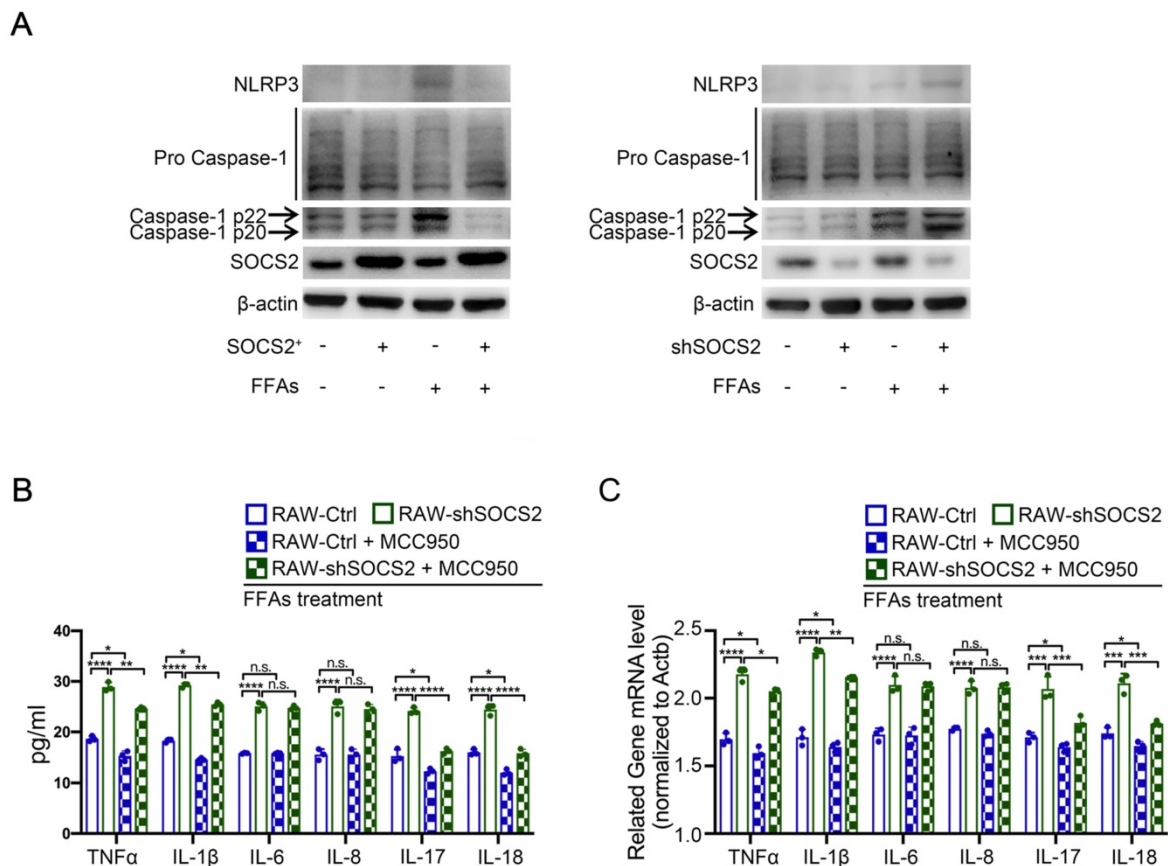 A
NLRP3
Pro Caspase-1
Caspase-1 p22
Caspase-1 p20
SOCS2
β-actin
SOCS2⁺ - + - +
FFAs - - + +
NLRP3
Pro Caspase-1
Caspase-1 p22
Caspase-1 p20
SOCS2
β-actin
shSOCS2 - + - +
FFAs - - + +
B
RAW-Ctrl RAW-shSOCS2
RAW-Ctrl + MCC950
RAW-shSOCS2 + MCC950
FFAs treatment
pg/ml
40
30
20
10
0
* * n.s. n.s. * *
**** ** **** ** **** n.s. **** n.s. **** **** **** ****
TNFα IL-1β IL-6 IL-8 IL-17 IL-18
C
RAW-Ctrl RAW-shSOCS2
RAW-Ctrl + MCC950
RAW-shSOCS2 + MCC950
FFAs treatment
Related Gene mRNA level
(normalized to Actb)
2.5
2.0
1.5
1.0
* * n.s. n.s. * *
**** * **** ** **** n.s. **** n.s. *** *** *** ***
TNFα IL-1β IL-6 IL-8 IL-17 IL-18